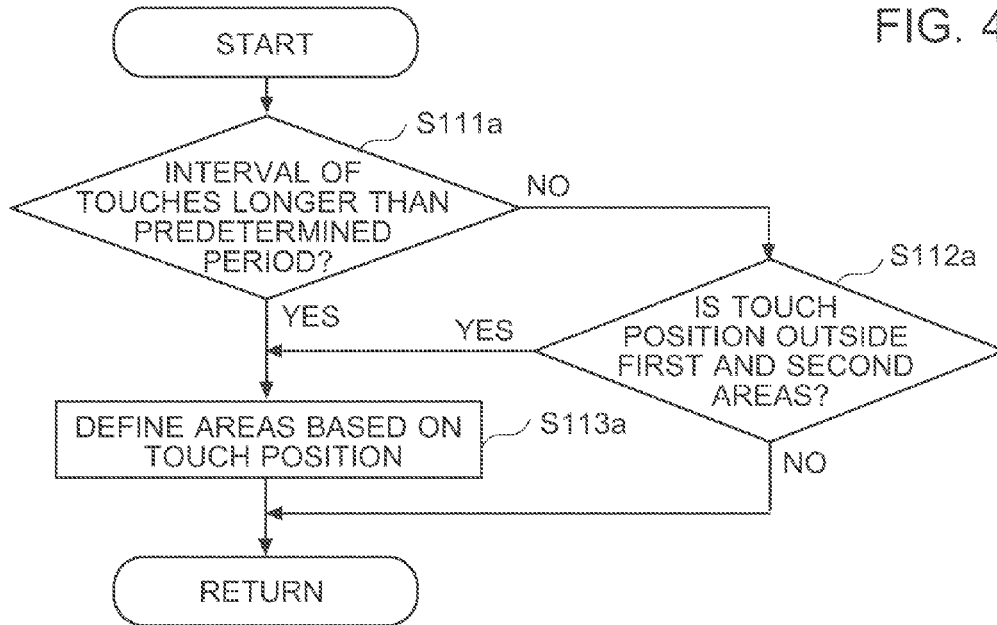 FIG. 4
START
S111a
INTERVAL OF
TOUCHES LONGER THAN
PREDETERMINED
PERIOD?
NO
S112a
YES
YES
IS TOUCH
POSITION OUTSIDE
FIRST AND SECOND
AREAS?
DEFINE AREAS BASED ON
TOUCH POSITION
S113a
NO
RETURN